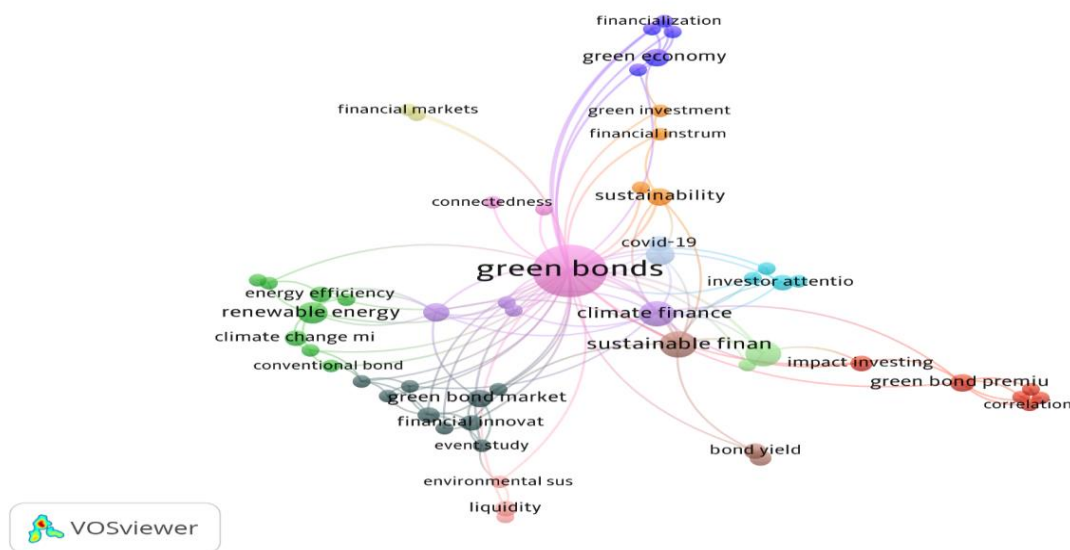 financialization
green economy
financial markets
green investment
financial instrum
connectedness
sustainability
covid-19
green bonds
investor attentio
energy efficiency
renewable energy
climate finance
climate change mi
sustainable finan
conventional bond
impact investing
green bond premiu
green bond market
correlation
financial innovat
event study
bond yield
environmental sus
liquidity
VOSviewer